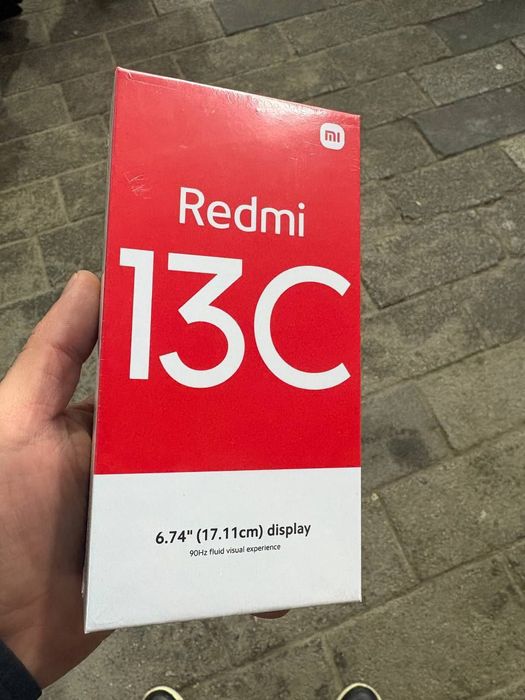 mi
Redmi
13C
6.74" (17.11cm) display
90Hz fluid visual experience